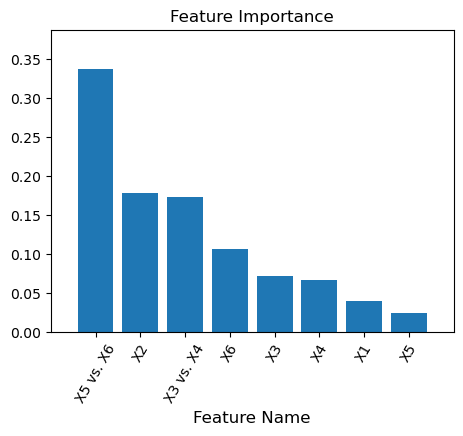 Feature Importance
0.35
0.30
0.25
0.20
0.15
0.10
0.05
0.00
X5 vs. X6
X2
X3 vs. X4
X6
X3
X4
X1
X5
Feature Name